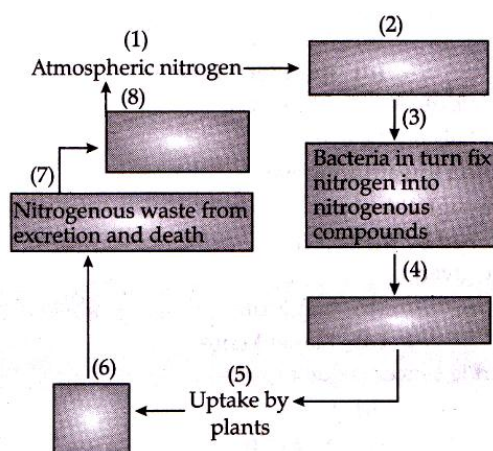 (1)
(2)
Atmospheric nitrogen
(8)
(3)
(7)
Bacteria in turn fix
nitrogen into
nitrogenous
compounds
Nitrogenous waste from
excretion and death
(4)
(6)
(5)
Uptake by
plants